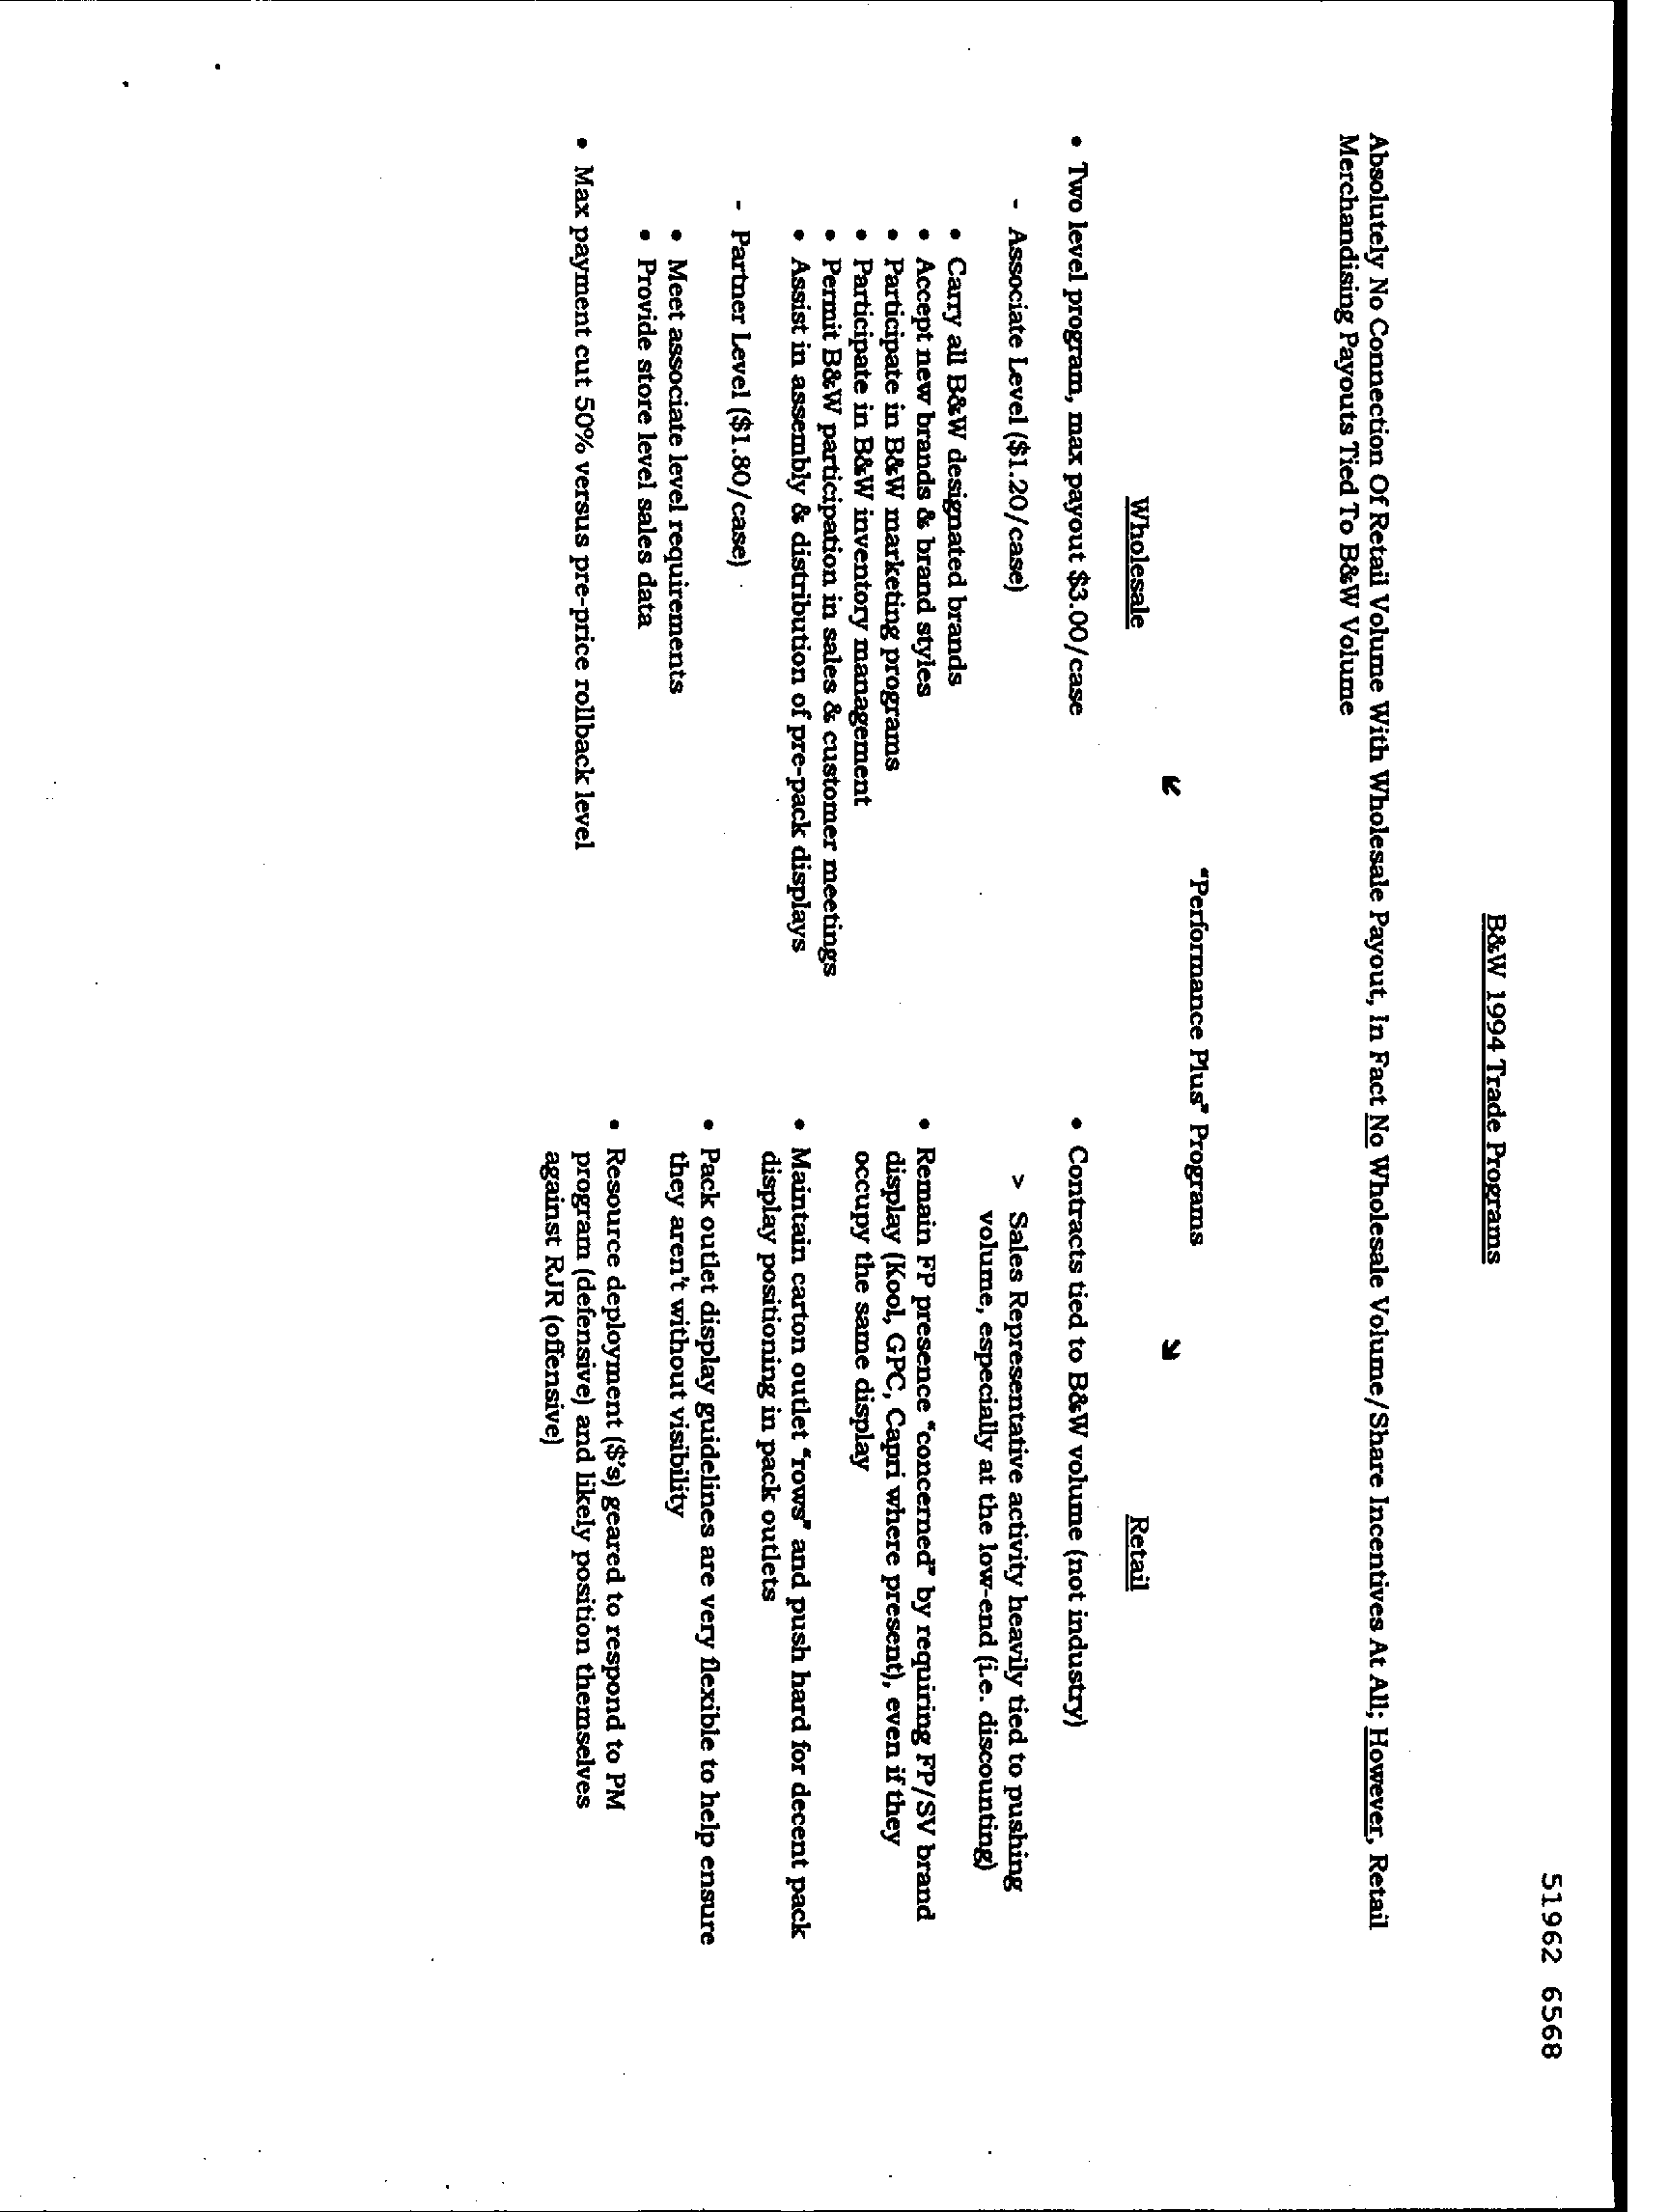 51962 6568
B&W 1994 Trade Programs
Absolutely No Connection Of Retail Volume With Wholesale Payout, In Fact No Wholesale Volume/Share Incentives At All; However, Retail
Merchandising Payouts Tied To B&W Volume
"Performance Plus" Programs
Wholesale
• Two level program, max payout $3.00/case
- Associate Level ($1.20/case)
• Carry all B&W designated brands
• Accept new brands & brand styles
• Participate in B&W marketing programs
• Participate in B&W inventory management
• Permit B&W participation in sales & customer meetings
• Assist in assembly & distribution of pre-pack displays
- Partner Level ($1.80/case)
• Meet associate level requirements
• Provide store level sales data
• Max payment cut 50% versus pre-price rollback level
Retail
• Contracts tied to B&W volume (not industry)
> Sales Representative activity heavily tied to pushing
volume, especially at the low-end (i.e. discounting)
• Remain FP presence "concerned" by requiring FP/SV brand
display (Kool, GPC, Capri where present), even if they
occupy the same display
• Maintain carton outlet "rows" and push hard for decent pack
display positioning in pack outlets
• Pack outlet display guidelines are very flexible to help ensure
they aren't without visibility
• Resource deployment ($'s) geared to respond to PM
program (defensive) and likely position themselves
against RJR (offensive)